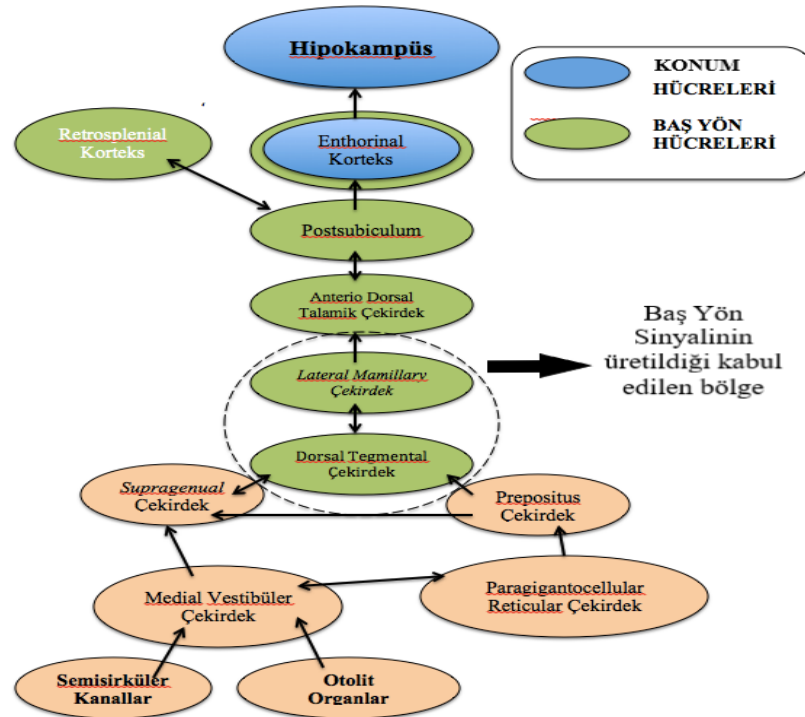 Hipokampüs
KONUM
HÜCRELERİ
BAŞ YÖN
HÜCRELERİ
Retrosplenial
Korteks
Enthorinal
Korteks
Postsubiculum
Anterio Dorsal
Talamik Çekirdek
Lateral Mamillary
Çekirdek
Baş Yön
Sinyalinin
üretildiği kabul
edilen bölge
Dorsal Tegmental
Çekirdek
Supragenual
Çekirdek
Prepositus
Çekirdek
Medial Vestibüler
Çekirdek
Paragigantocellular
Reticular Çekirdek
Semisirküler
Kanallar
Otolit
Organlar